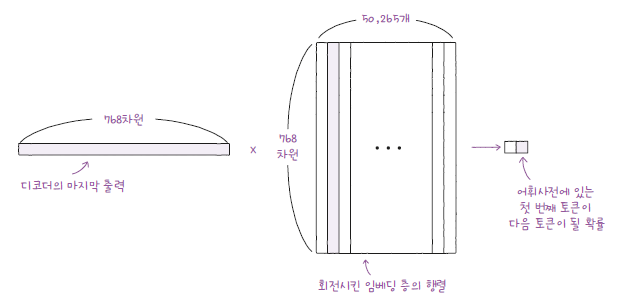 50,265개
768차원
768
차원
x
...
디코더의 마지막 출력
어휘사전에 있는
첫 번째 토큰이
다음 토큰이 될 확률
회전시킨 임베딩 층의 행렬